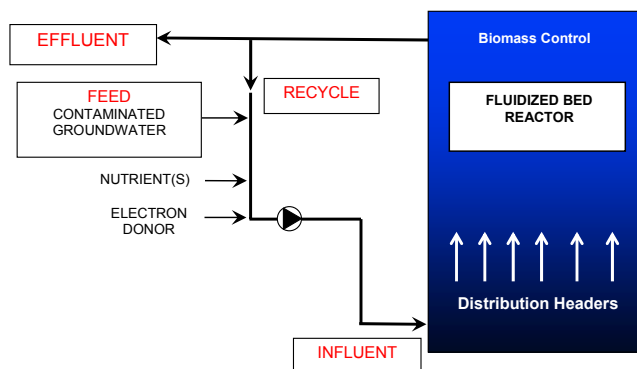 EFFLUENT
Biomass Control
FEED
CONTAMINATED
GROUNDWATER
RECYCLE
FLUIDIZED BED
REACTOR
NUTRIENT(S)
ELECTRON
DONOR
Distribution Headers
INFLUENT